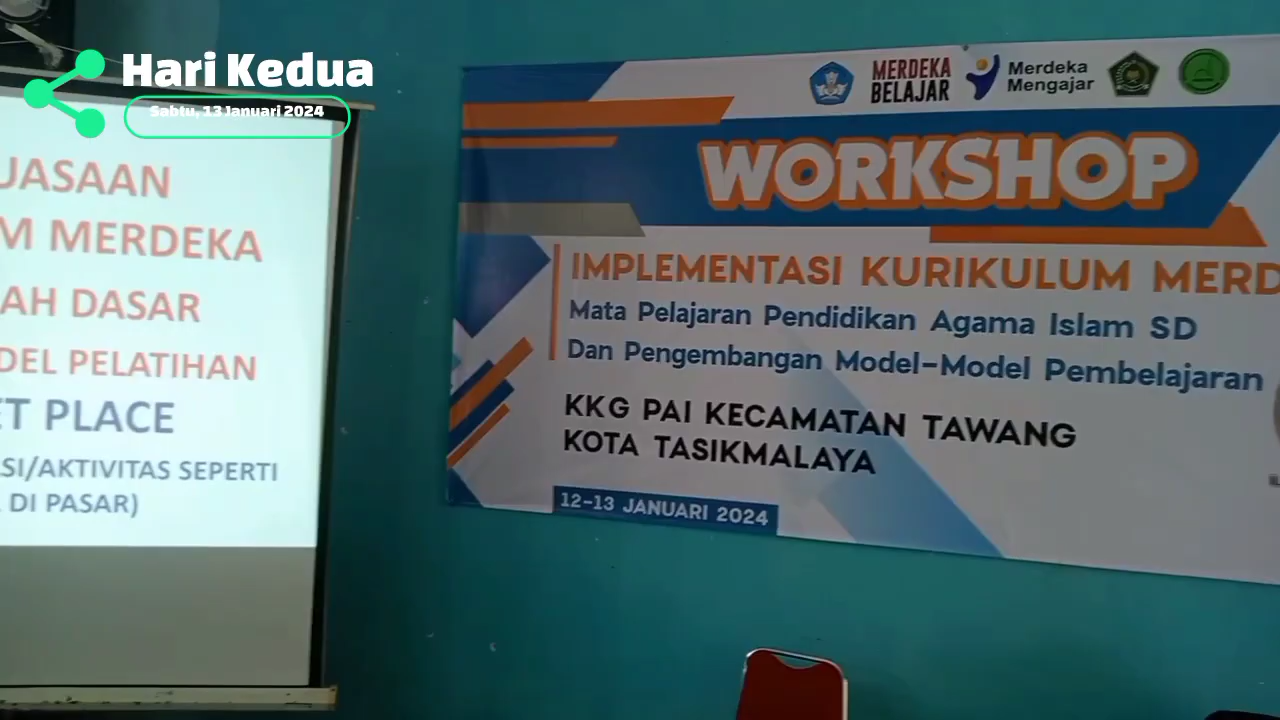 Hari Kedua
Sabtu, 13 Januari 2024
UASAAN
M MERDEKA
AH DASAR
DEL PELATIHAN
ET PLACE
SI/AKTIVITAS SEPERTI
DI PASAR)
MERDEKA
BELAJAR
Merdeka
Mengajar
WORKSHOP
IMPLEMENTASI KURIKULUM MERD
Mata Pelajaran Pendidikan Agama Islam SD
Dan Pengembangan Model-Model Pembelajaran
KKG PAI KECAMATAN TAWANG
KOTA TASIKMALAYA
12-13 JANUARI 2024